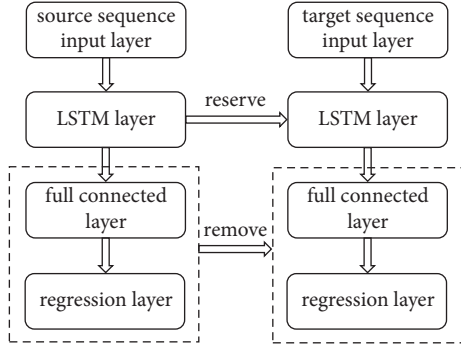 source sequence
input layer
target sequence
input layer
LSTM layer
reserve
LSTM layer
full connected
layer
remove
full connected
layer
regression layer
regression layer